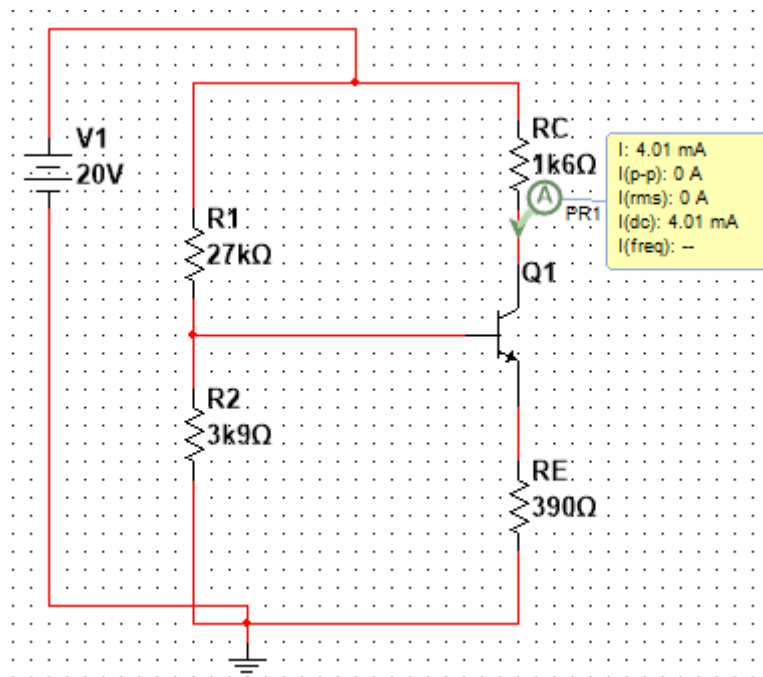 V1
20V
R1
27kΩ
R2
3k9Ω
RC
1k6Ω
A
PR1
I: 4.01 mA
I(p-p): 0 A
I(rms): 0 A
I(dc): 4.01 mA
I(freq): --
Q1
RE
390Ω